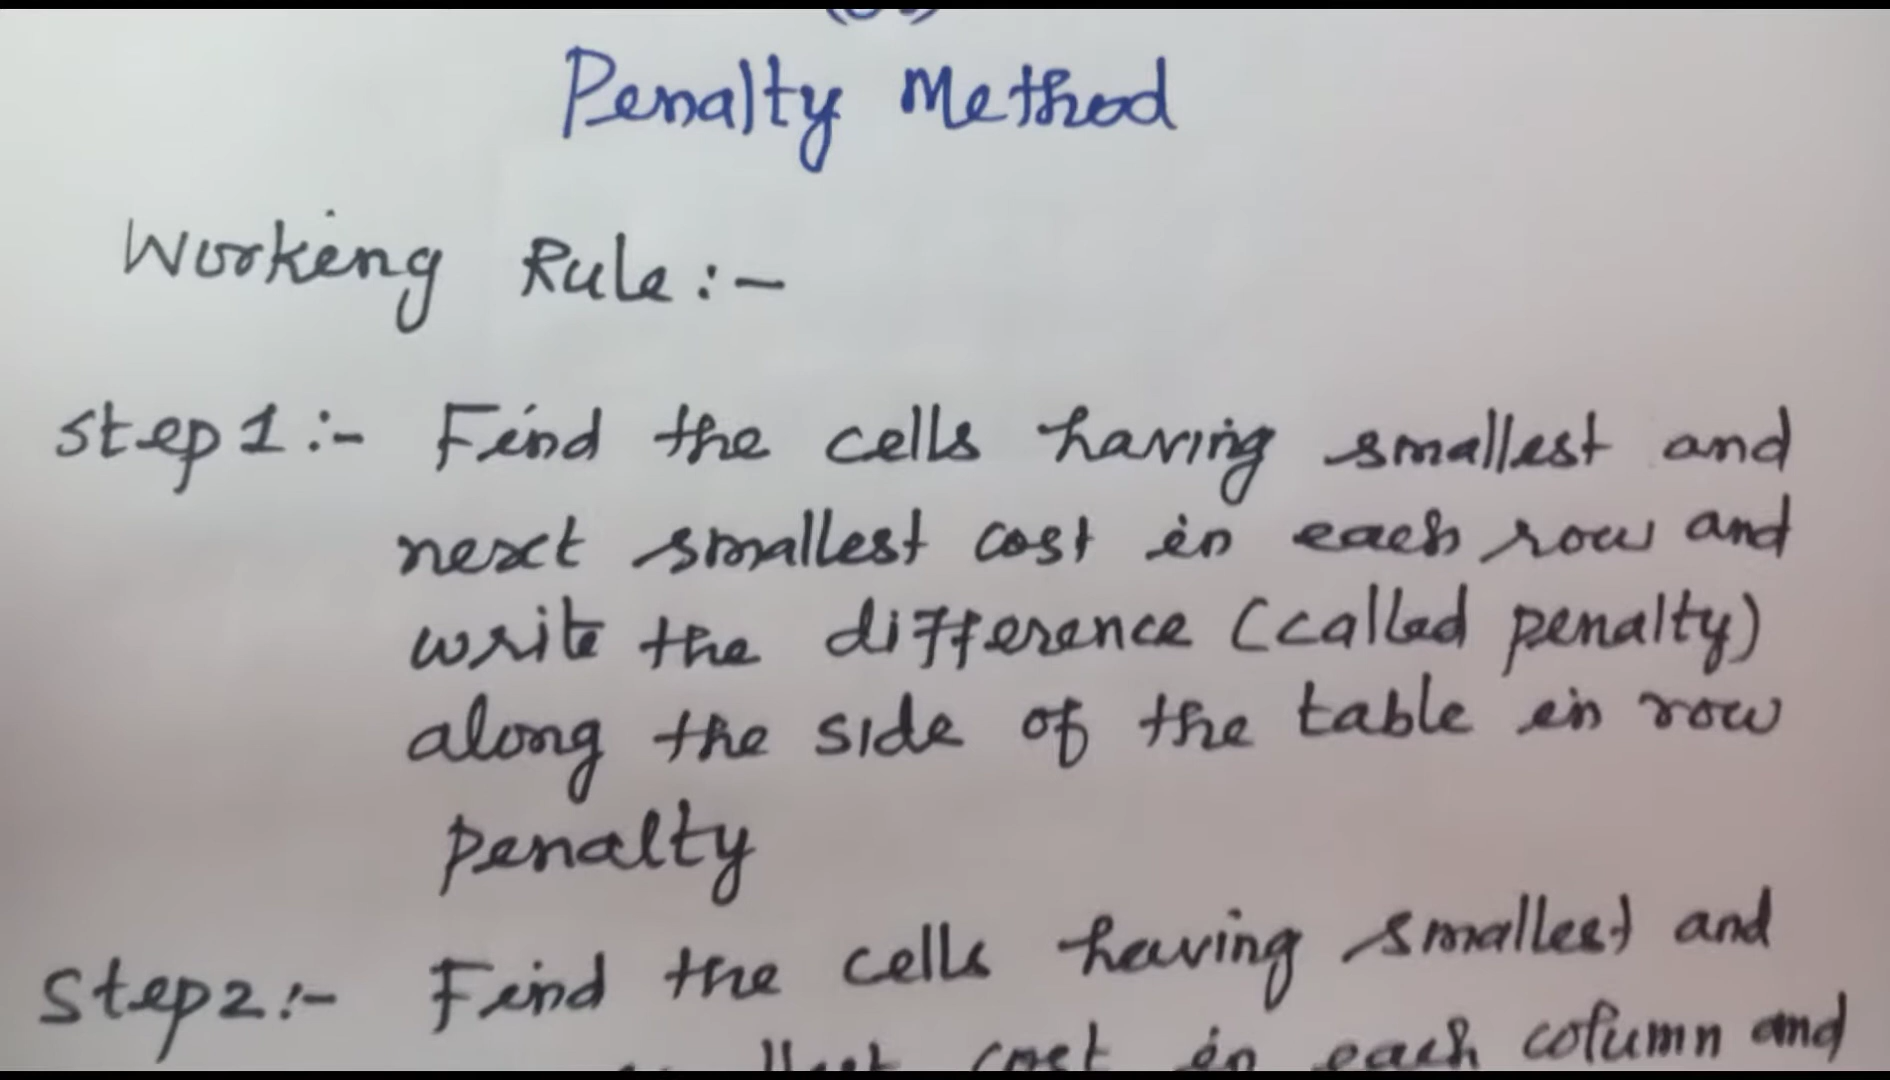 Penalty Method
Working Rule:-
Step 1:- Find the cells having smallest and
next smallest cost in each row and
write the difference (called penalty)
along the side of the table in row
penalty
Step 2:- Find the cells having smallest and
cost in each column and